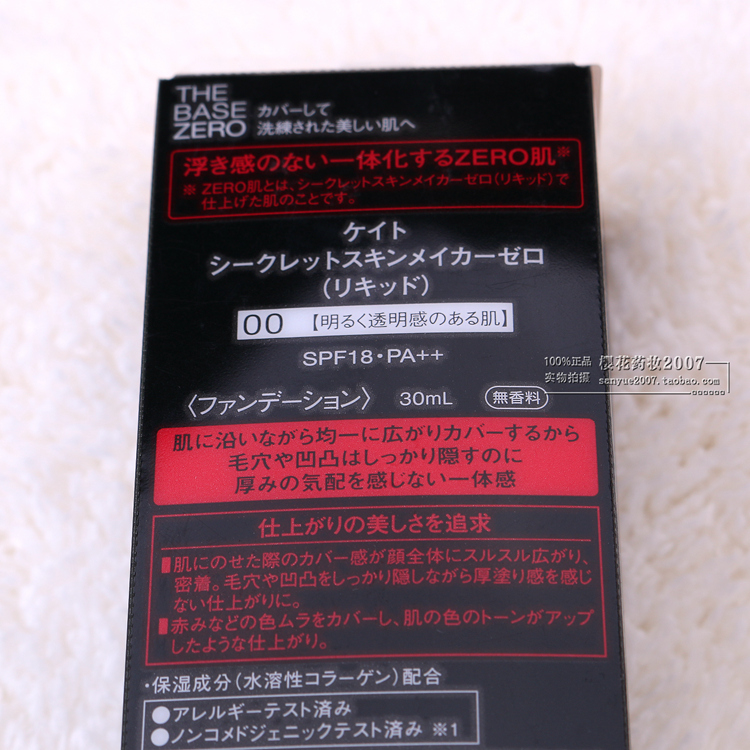 THE
BASE
ZERO
カバーして
洗練された美しい肌へ
浮き感のない一体化するZERO肌※
※ ZERO肌とは、シークレットスキンメイカーゼロ(リキッド)で
仕上げた肌のことです。
ケイト
シークレットスキンメイカーゼロ
(リキッド)
00 【明るく透明感のある肌】
SPF18・PA++
〈ファンデーション〉 30mL 無香料
肌に沿いながら均一に広がりカバーするから
毛穴や凹凸はしっかり隠すのに
厚みの気配を感じない一体感
仕上がりの美しさを追求
■肌にのせた際のカバー感が顔全体にスルスル広がり、
密着。毛穴や凹凸をしっかり隠しながら厚塗り感を感じ
ない仕上がりに。
■赤みなどの色ムラをカバーし、肌の色のトーンがアップ
したような仕上がり。
・保湿成分(水溶性コラーゲン)配合
●アレルギーテスト済み
●ノンコメドジェニックテスト済み ※1
100%正品
实物拍摄
樱花药妆2007
sanyue2007.taobao.com